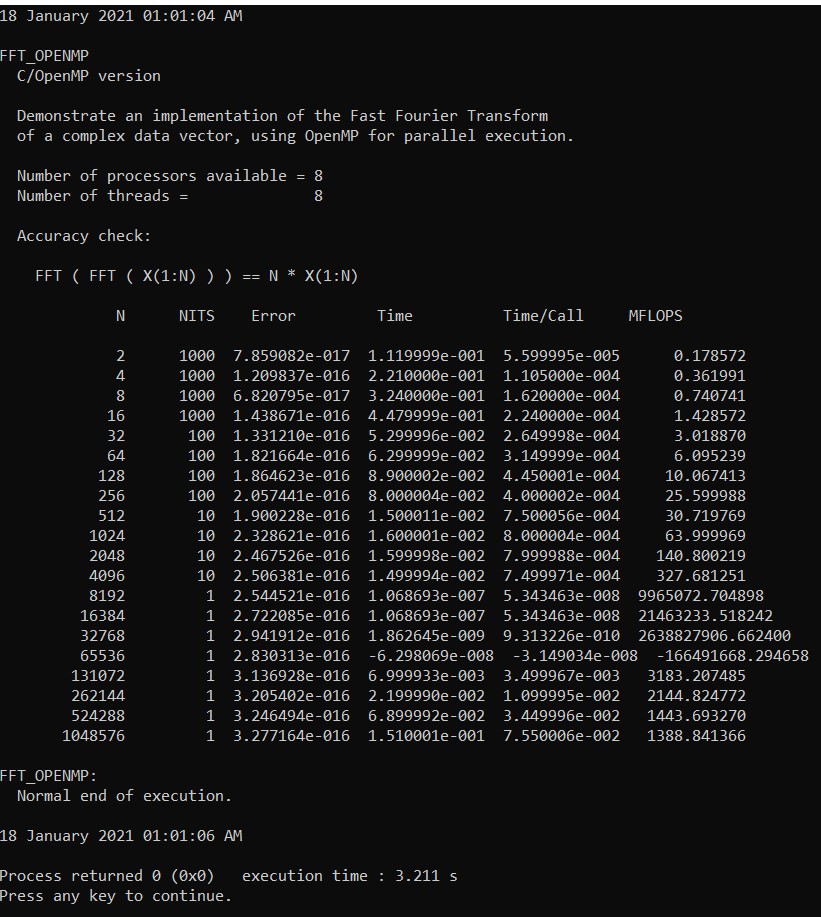 18 January 2021 01:01:04 AM
FFT_OPENMP
C/OpenMP version
Demonstrate an implementation of the Fast Fourier Transform
of a complex data vector, using OpenMP for parallel execution.
Number of processors available = 8
Number of threads = 8
Accuracy check:
FFT ( FFT ( X(1:N) ) ) == N * X(1:N)
N NITS Error Time Time/Call MFLOPS
2 1000 7.859082e-017 1.119999e-001 5.599995e-005 0.178572
4 1000 1.209837e-016 2.210000e-001 1.105000e-004 0.361991
8 1000 6.820795e-017 3.240000e-001 1.620000e-004 0.740741
16 1000 1.438671e-016 4.479999e-001 2.240000e-004 1.428572
32 100 1.331210e-016 5.299996e-002 2.649998e-004 3.018870
64 100 1.821664e-016 6.299999e-002 3.149999e-004 6.095239
128 100 1.864623e-016 8.900002e-002 4.450001e-004 10.067413
256 100 2.057441e-016 8.000004e-002 4.000002e-004 25.599988
512 10 1.900228e-016 1.500011e-002 7.500056e-004 30.719769
1024 10 2.328621e-016 1.600001e-002 8.000004e-004 63.999969
2048 10 2.467526e-016 1.599998e-002 7.999988e-004 140.800219
4096 10 2.506381e-016 1.499994e-002 7.499971e-004 327.681251
8192 1 2.544521e-016 1.068693e-007 5.343463e-008 9965072.704898
16384 1 2.722085e-016 1.068693e-007 5.343463e-008 21463233.518242
32768 1 2.941912e-016 1.862645e-009 9.313226e-010 2638827906.662400
65536 1 2.830313e-016 -6.298069e-008 -3.149034e-008 -166491668.294658
131072 1 3.136928e-016 6.999933e-003 3.499967e-003 3183.207485
262144 1 3.205402e-016 2.199990e-002 1.099995e-002 2144.824772
524288 1 3.246494e-016 6.899992e-002 3.449996e-002 1443.693270
1048576 1 3.277164e-016 1.510001e-001 7.550006e-002 1388.841366
FFT_OPENMP:
Normal end of execution.
18 January 2021 01:01:06 AM
Process returned 0 (0x0) execution time : 3.211 s
Press any key to continue.